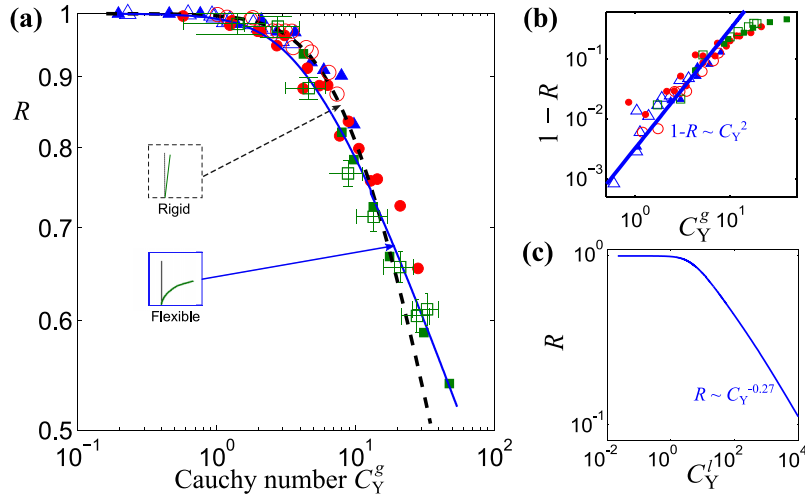 (a)
1
0.9
0.8
0.7
0.6
0.5
R
Rigid
Flexible
10^-1 10^0 10^1 10^2
Cauchy number C_Y^g
(b)
10^-1
10^-2
10^-3
1 − R
1-R ~ C_Y^2
10^0 10^1
C_Y^g
(c)
10^0
10^-1
R
R ~ C_Y^-0.27
10^-2 10^0 10^2 10^4
C_Y^l